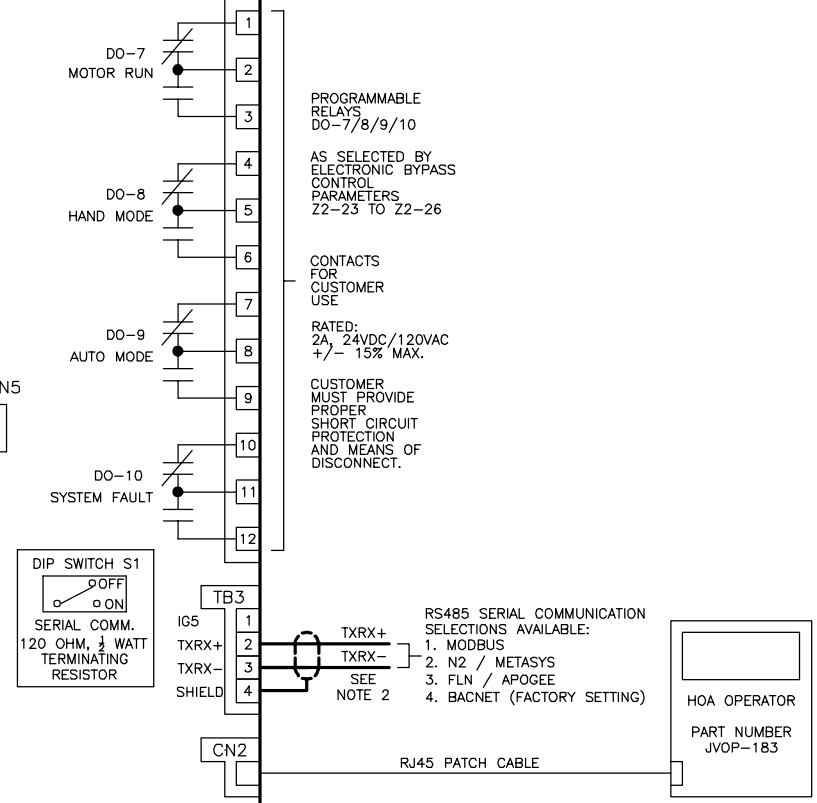 1
DO-7
MOTOR RUN
2
3
PROGRAMMABLE
RELAYS
DO-7/8/9/10
4
AS SELECTED BY
ELECTRONIC BYPASS
CONTROL
PARAMETERS
Z2-23 TO Z2-26
DO-8
HAND MODE
5
6
CONTACTS
FOR
CUSTOMER
USE
7
RATED:
2A, 24VDC/120VAC
+/- 15% MAX.
DO-9
AUTO MODE
8
9
N5
CUSTOMER
MUST PROVIDE
PROPER
SHORT CIRCUIT
PROTECTION
AND MEANS OF
DISCONNECT.
10
DO-10
SYSTEM FAULT
11
12
DIP SWITCH S1
OFF
ON
SERIAL COMM.
120 OHM, 1/2 WATT
TERMINATING
RESISTOR
TB3
IG5 1
TXRX+ 2
TXRX- 3
SHIELD 4
TXRX+
TXRX-
SEE
NOTE 2
RS485 SERIAL COMMUNICATION
SELECTIONS AVAILABLE:
1. MODBUS
2. N2 / METASYS
3. FLN / APOGEE
4. BACNET (FACTORY SETTING)
HOA OPERATOR
PART NUMBER
JVOP-183
CN2
RJ45 PATCH CABLE